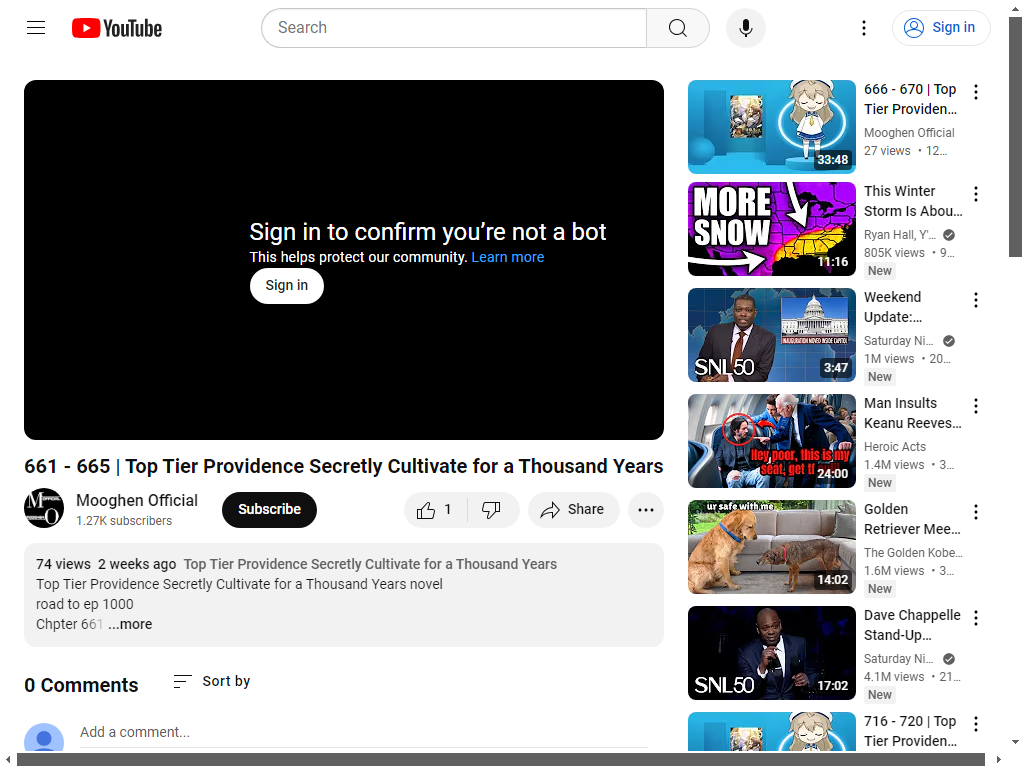 YouTube
Search
Sign in
Sign in to confirm you’re not a bot
This helps protect our community. Learn more
Sign in
661 - 665 | Top Tier Providence Secretly Cultivate for a Thousand Years
Mooghen Official
1.27K subscribers
Subscribe
1
Share
74 views 2 weeks ago Top Tier Providence Secretly Cultivate for a Thousand Years
Top Tier Providence Secretly Cultivate for a Thousand Years novel
road to ep 1000
Chpter 661 ...more
0 Comments
Sort by
Add a comment...
33:48
666 - 670 | Top
Tier Providen...
Mooghen Official
27 views • 12...
MORE
SNOW
11:16
This Winter
Storm Is Abou...
Ryan Hall, Y'...
805K views • 9...
New
INAUGURATION MOVED INSIDE CAPITOL
SNL50
3:47
Weekend
Update:...
Saturday Ni...
1M views • 20...
New
Hey poor, this is my
seat, get
24:00
Man Insults
Keanu Reeves...
Heroic Acts
1.4M views • 3...
New
ur safe with me
14:02
Golden
Retriever Mee...
The Golden Kobe...
1.6M views • 3...
New
SNL50
17:02
Dave Chappelle
Stand-Up...
Saturday Ni...
4.1M views • 21...
New
716 - 720 | Top
Tier Providen...